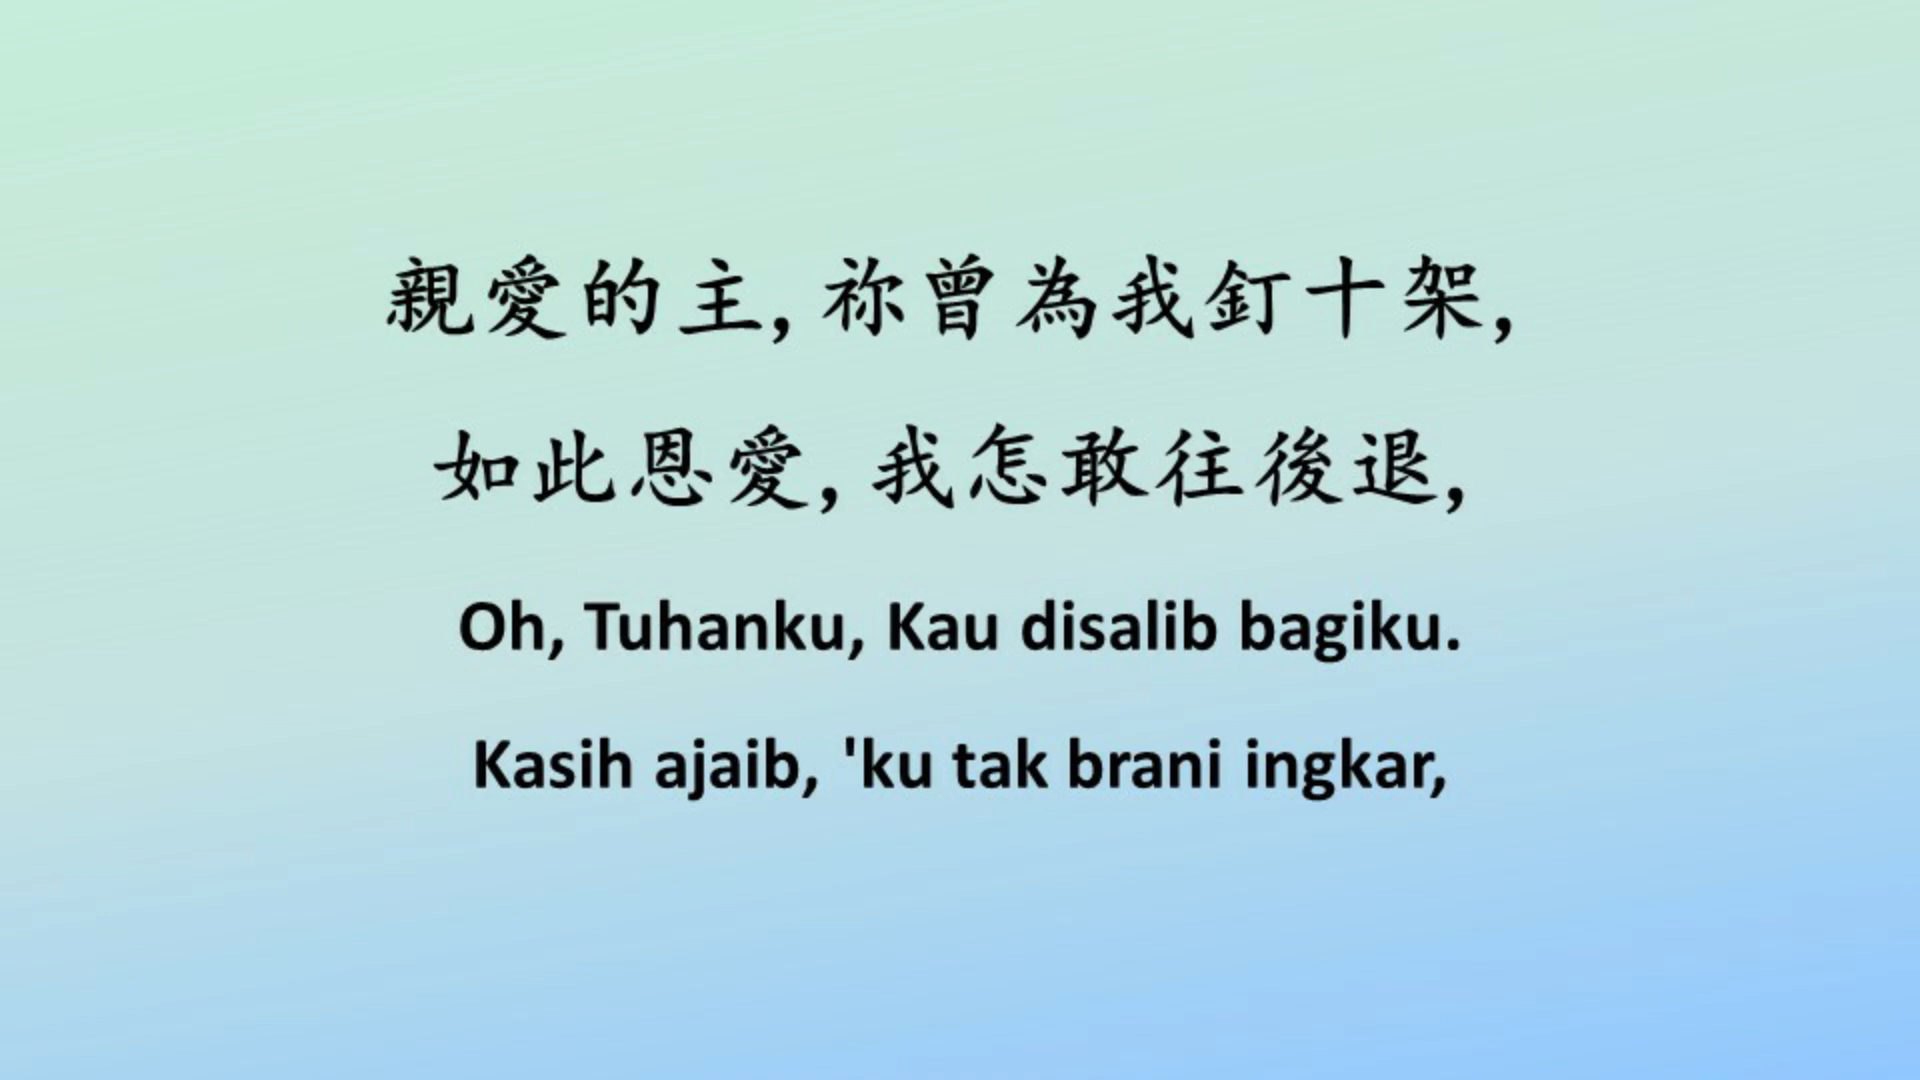 親愛的主, 祢曾為我釘十架,
如此恩愛, 我怎敢往後退,
Oh, Tuhanku, Kau disalib bagiku.
Kasih ajaib, 'ku tak brani ingkar,